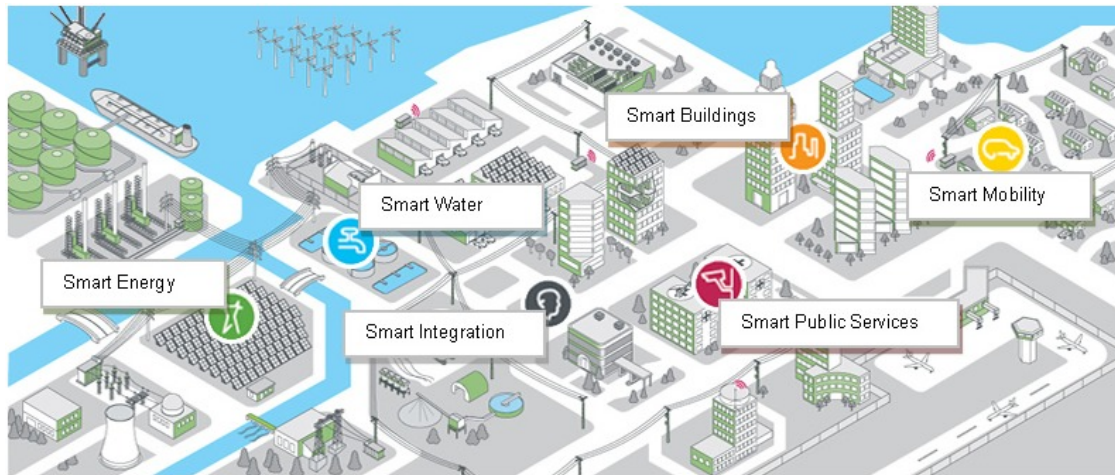 Smart Buildings
Smart Mobility
Smart Water
Smart Energy
Smart Integration
Smart Public Services